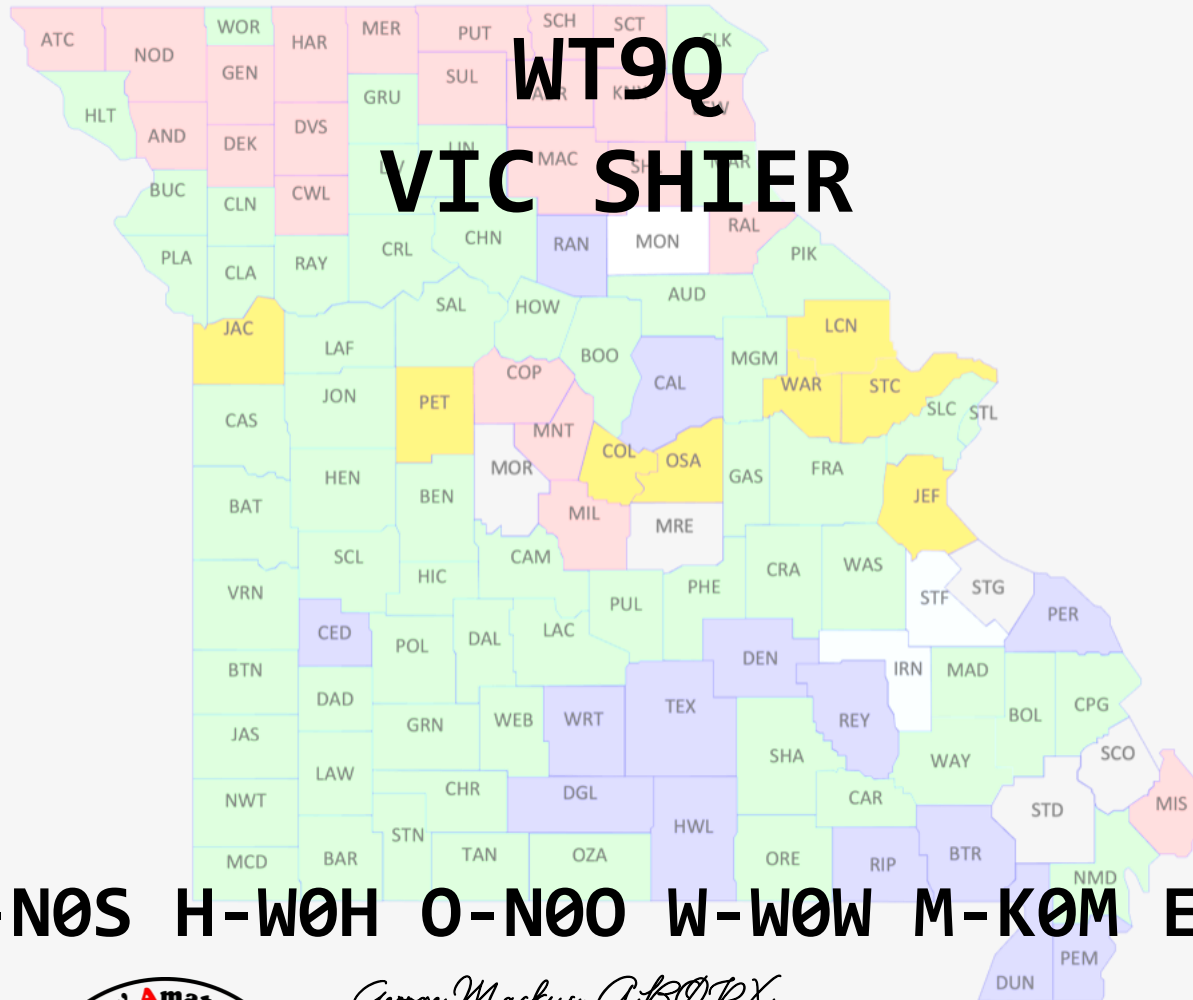 WOR SCH SCT
ATC NOD HAR MER PUT CLK
WT9Q
GEN SUL
HLT GRU
AND DVS
DEK LIN MAC
VIC SHIER
BUC CLN CWL RAL
PLA CLA RAY CRL CHN RAN MON PIK
SAL HOW AUD
JAC LAF LCN
BOO MGM
JON COP CAL WAR STC
CAS PET MNT SLC STL
COL OSA
HEN MOR GAS FRA
BAT BEN MIL MRE JEF
SCL CAM CRA WAS
VRN HIC PUL PHE STF STG
CED POL DAL LAC PER
DEN IRN MAD
BTN DAD
JAS GRN WEB WRT TEX REY BOL CPG
LAW SHA WAY SCO
NWT CHR DGL CAR STD MIS
STN HWL
MCD BAR TAN OZA ORE RIP BTR
NMD
-N0S H-W0H O-N0O W-W0W M-K0M E
DUN PEM